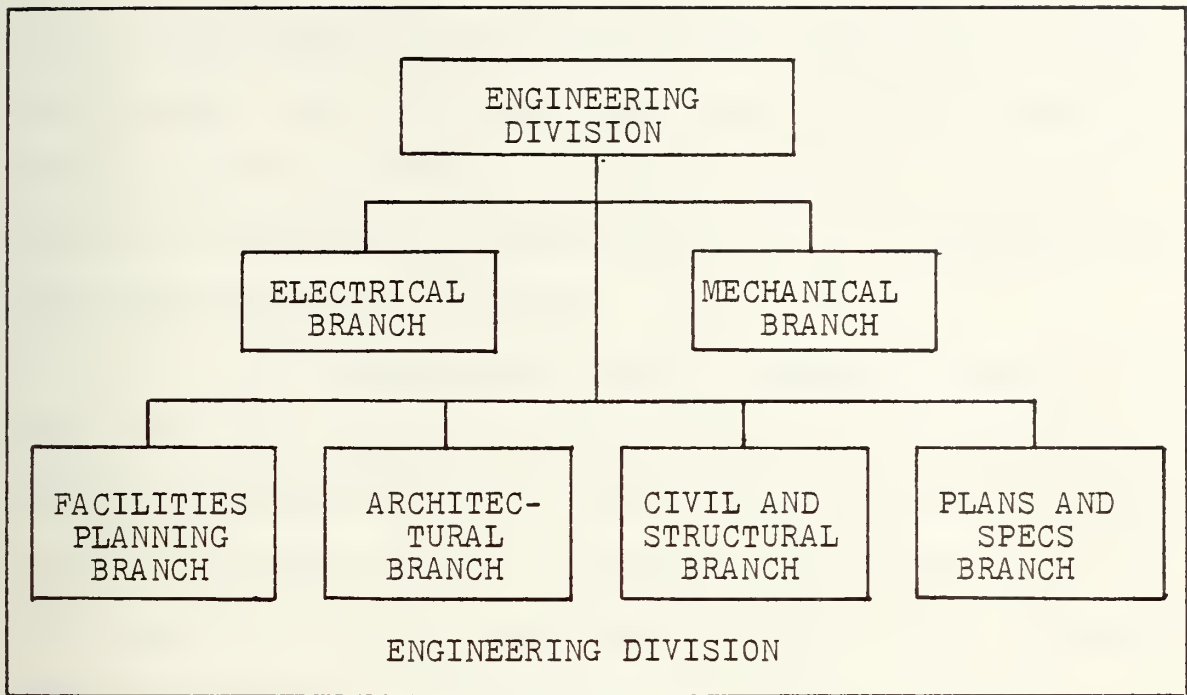 ENGINEERING
DIVISION
ELECTRICAL
BRANCH
MECHANICAL
BRANCH
FACILITIES
PLANNING
BRANCH
ARCHITEC-
TURAL
BRANCH
CIVIL AND
STRUCTURAL
BRANCH
PLANS AND
SPECS
BRANCH
ENGINEERING DIVISION